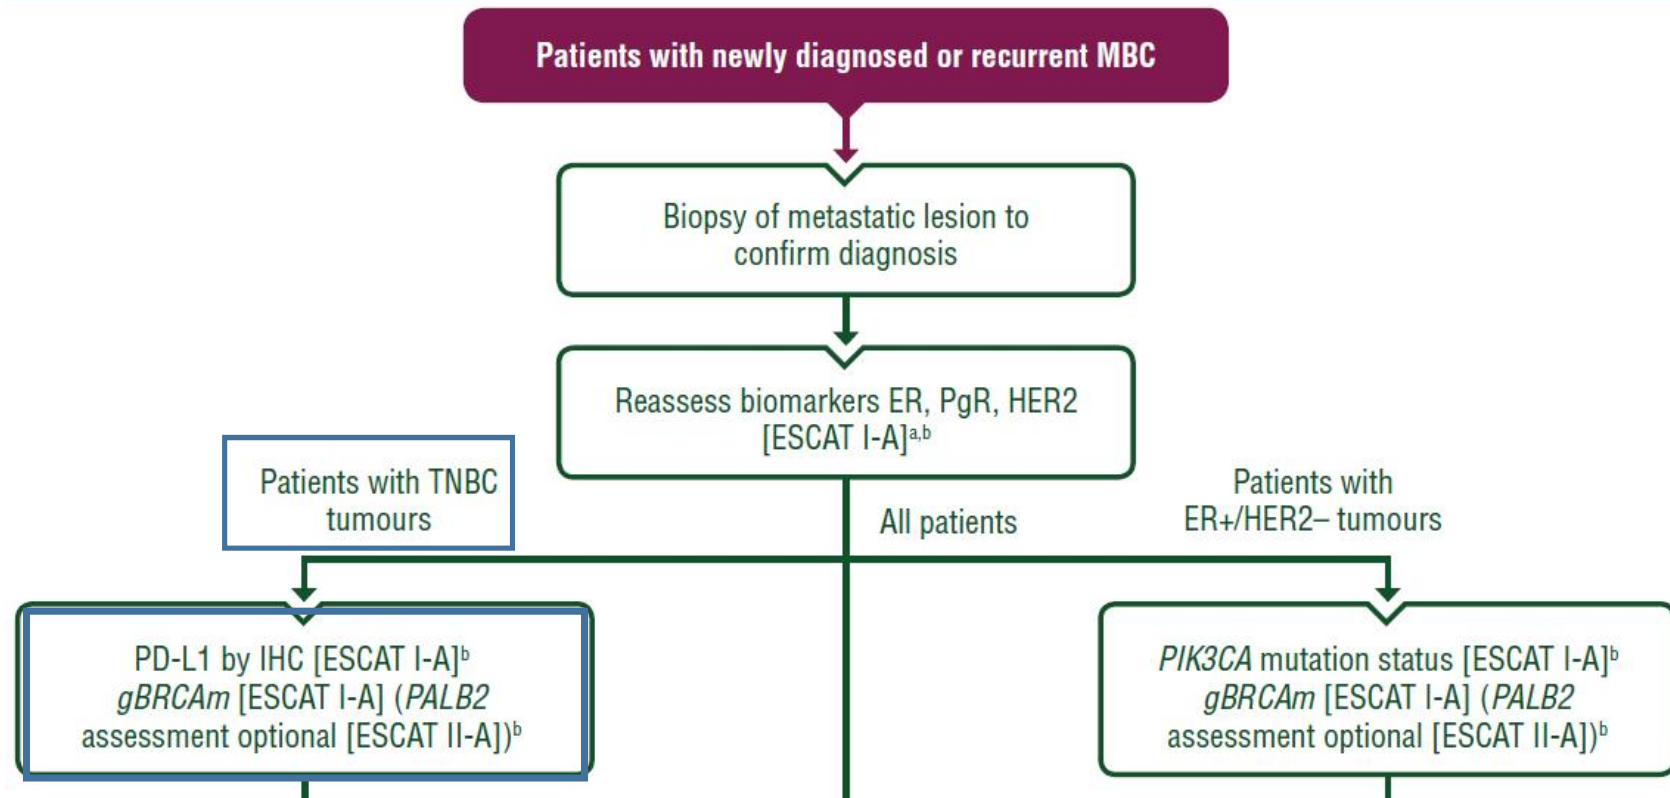 Patients with newly diagnosed or recurrent MBC
Biopsy of metastatic lesion to
confirm diagnosis
Reassess biomarkers ER, PgR, HER2
[ESCAT I-A]a,b
Patients with TNBC
tumours
All patients
Patients with
ER+/HER2– tumours
PD-L1 by IHC [ESCAT I-A]b
gBRCAm [ESCAT I-A] (PALB2
assessment optional [ESCAT II-A])b
PIK3CA mutation status [ESCAT I-A]b
gBRCAm [ESCAT I-A] (PALB2
assessment optional [ESCAT II-A])b